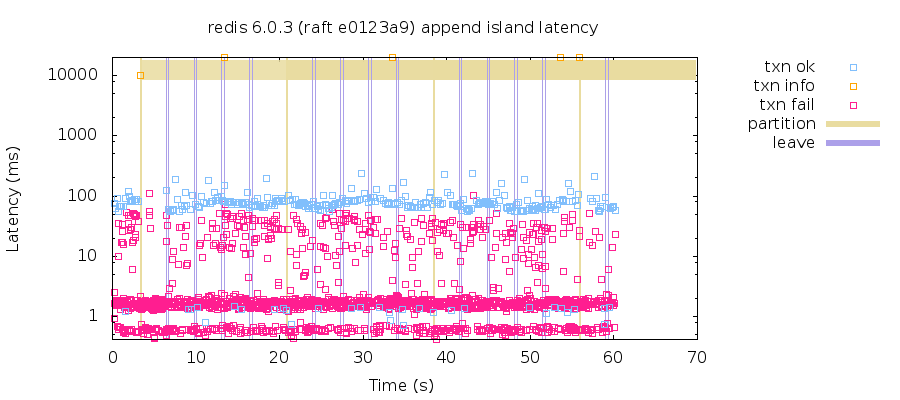 redis 6.0.3 (raft e0123a9) append island latency
Latency (ms)
10000
1000
100
10
1
0 10 20 30 40 50 60 70
Time (s)
txn ok
txn info
txn fail
partition
leave